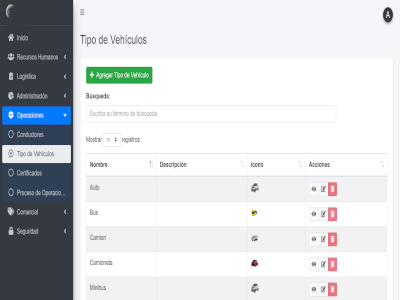 A
Inicio
Recursos Humanos
Logística
Administración
Operaciones
Conductores
Tipo de Vehículos
Certificados
Proceso de Operacio...
Comercial
Seguridad
Tipo de Vehículos
Agregar Tipo de Vehículo
Búsqueda:
Escriba su término de búsqueda
Mostrar 10 registros
Nombre Descripción Icono Acciones
Auto
Bus
Camion
Camioneta
Minibus